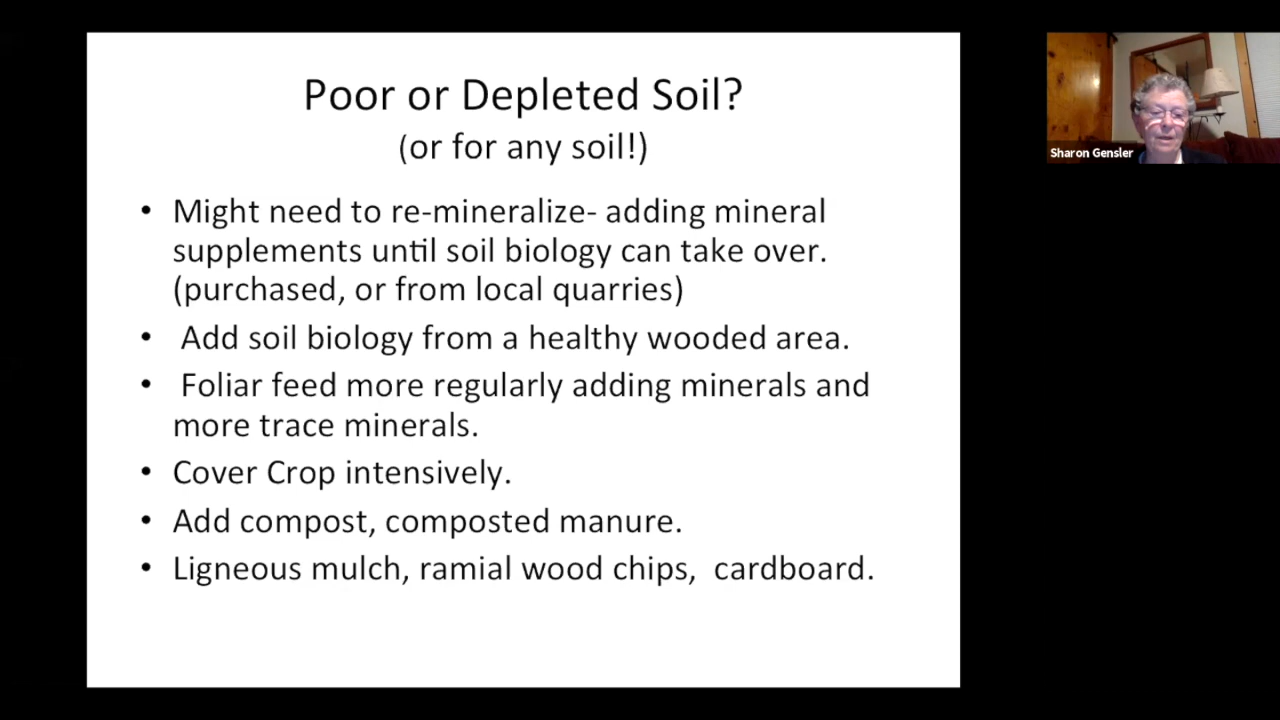 Poor or Depleted Soil?
(or for any soil!)
• Might need to re-mineralize- adding mineral
supplements until soil biology can take over.
(purchased, or from local quarries)
• Add soil biology from a healthy wooded area.
• Foliar feed more regularly adding minerals and
more trace minerals.
• Cover Crop intensively.
• Add compost, composted manure.
• Ligneous mulch, ramial wood chips,  cardboard.
Sharon Gensler